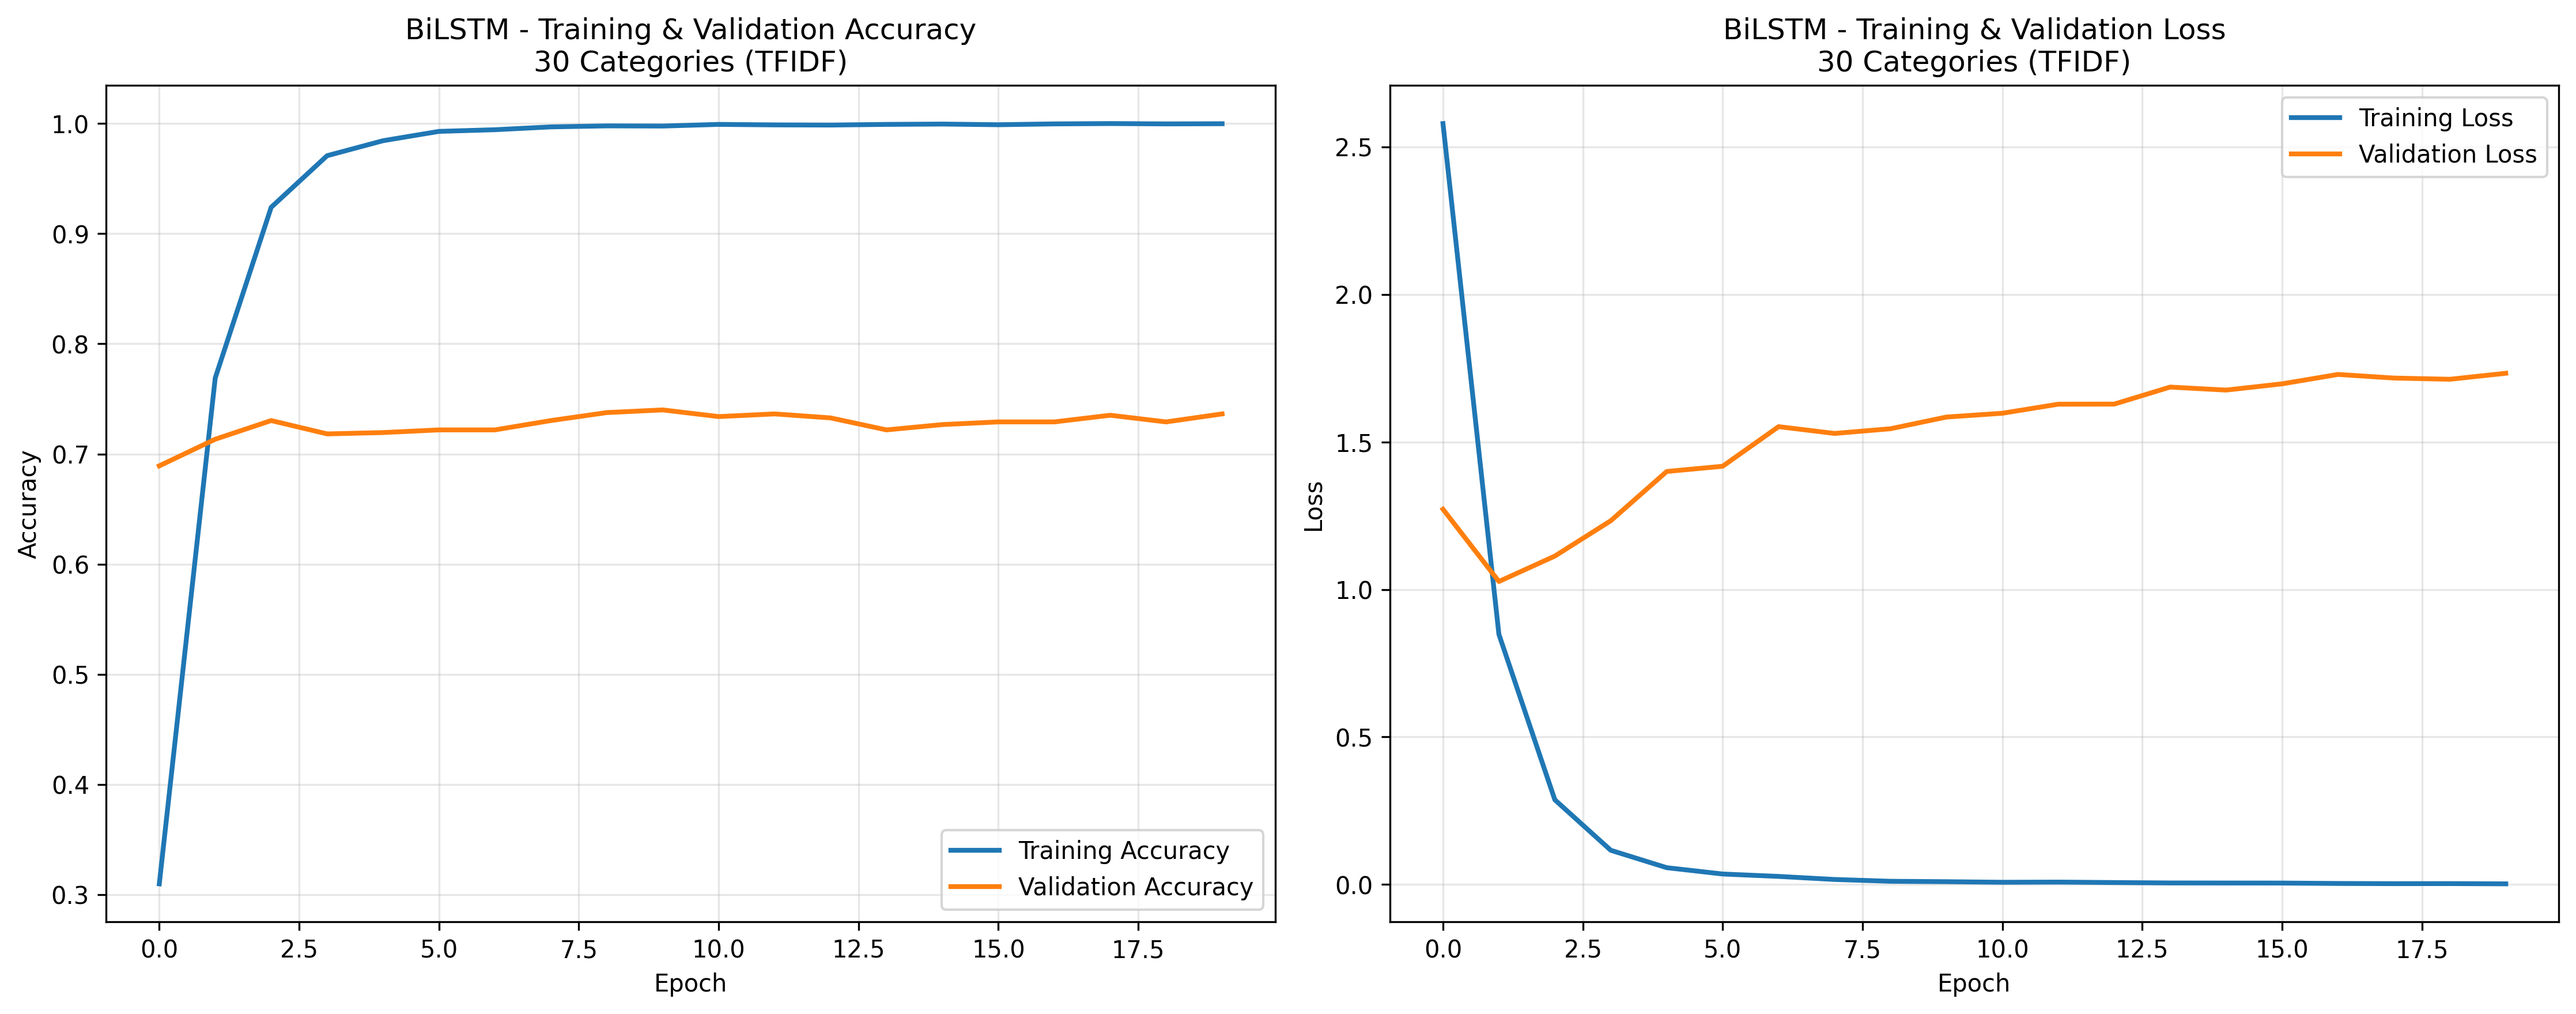 BiLSTM - Training & Validation Accuracy
30 Categories (TFIDF)
1.0
0.9
0.8
0.7
0.6
0.5
0.4
0.3
Accuracy
0.0 2.5 5.0 7.5 10.0 12.5 15.0 17.5
Epoch
Training Accuracy
Validation Accuracy
BiLSTM - Training & Validation Loss
30 Categories (TFIDF)
2.5
2.0
1.5
1.0
0.5
0.0
Loss
0.0 2.5 5.0 7.5 10.0 12.5 15.0 17.5
Epoch
Training Loss
Validation Loss